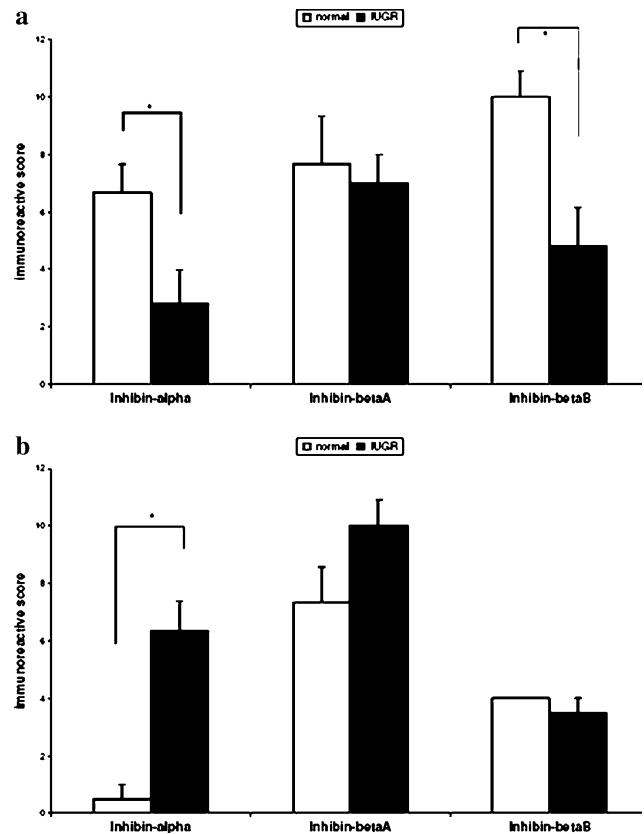 a
normal IUGR
12
10
8
6
4
2
0
immunoreactive score
*
*
Inhibin-alpha Inhibin-betaA Inhibin-betaB
b
normal IUGR
12
10
8
6
4
2
0
immunoreactive score
*
Inhibin-alpha Inhibin-betaA Inhibin-betaB